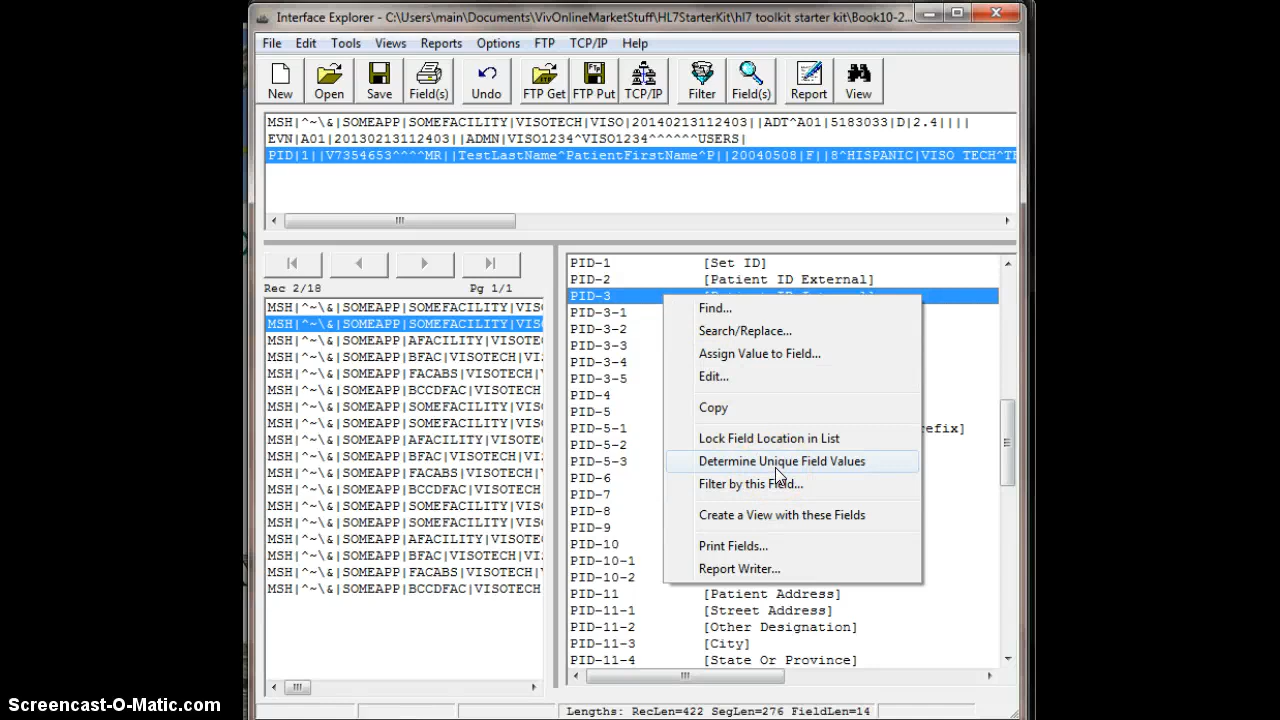 Interface Explorer - C:\Users\main\Documents\VivOnlineMarketStuff\HL7StarterKit\hl7 toolkit starter kit\Book10-2...
File Edit Tools Views Reports Options FTP TCP/IP Help
New Open Save Field(s) Undo FTP Get FTP Put TCP/IP Filter Field(s) Report View
MSH|^~\&|SOMEAPP|SOMEFACILITY|VISOTECH|VISO|20140213112403||ADT^A01|5183033|D|2.4||||
EVN|A01|20130213112403||ADMN|VISO1234^VISO1234^^^^^^USERS|
PID|1||V7354653^^^^MR||TestLastName^PatientFirstName^P||20040508|F||8^HISPANIC|VISO TECH^TE
Rec 2/18 Pg 1/1
MSH|^~\&|SOMEAPP|SOMEFACILITY|VISO
MSH|^~\&|SOMEAPP|SOMEFACILITY|VIS
MSH|^~\&|SOMEAPP|AFACILITY|VISOTE
MSH|^~\&|SOMEAPP|BFAC|VISOTECH|VI
MSH|^~\&|SOMEAPP|FACABS|VISOTECH|
MSH|^~\&|SOMEAPP|BCCDFAC|VISOTECH
MSH|^~\&|SOMEAPP|SOMEFACILITY|VIS
MSH|^~\&|SOMEAPP|SOMEFACILITY|VIS
MSH|^~\&|SOMEAPP|AFACILITY|VISOTE
MSH|^~\&|SOMEAPP|BFAC|VISOTECH|VI
MSH|^~\&|SOMEAPP|FACABS|VISOTECH|
MSH|^~\&|SOMEAPP|BCCDFAC|VISOTECH
MSH|^~\&|SOMEAPP|SOMEFACILITY|VIS
MSH|^~\&|SOMEAPP|SOMEFACILITY|VIS
MSH|^~\&|SOMEAPP|AFACILITY|VISOTE
MSH|^~\&|SOMEAPP|BFAC|VISOTECH|VI
MSH|^~\&|SOMEAPP|FACABS|VISOTECH|
MSH|^~\&|SOMEAPP|BCCDFAC|VISOTECH
PID-1 [Set ID]
PID-2 [Patient ID External]
PID-3
PID-3-1
PID-3-2
PID-3-3
PID-3-4
PID-3-5
PID-4
PID-5
PID-5-1 refix]
PID-5-2
PID-5-3
PID-6
PID-7
PID-8
PID-9
PID-10
PID-10-1
PID-10-2
PID-11 [Patient Address]
PID-11-1 [Street Address]
PID-11-2 [Other Designation]
PID-11-3 [City]
PID-11-4 [State Or Province]
Find...
Search/Replace...
Assign Value to Field...
Edit...
Copy
Lock Field Location in List
Determine Unique Field Values
Filter by this Field...
Create a View with these Fields
Print Fields...
Report Writer...
Lengths: RecLen=422 SegLen=276 FieldLen=14
Screencast-O-Matic.com